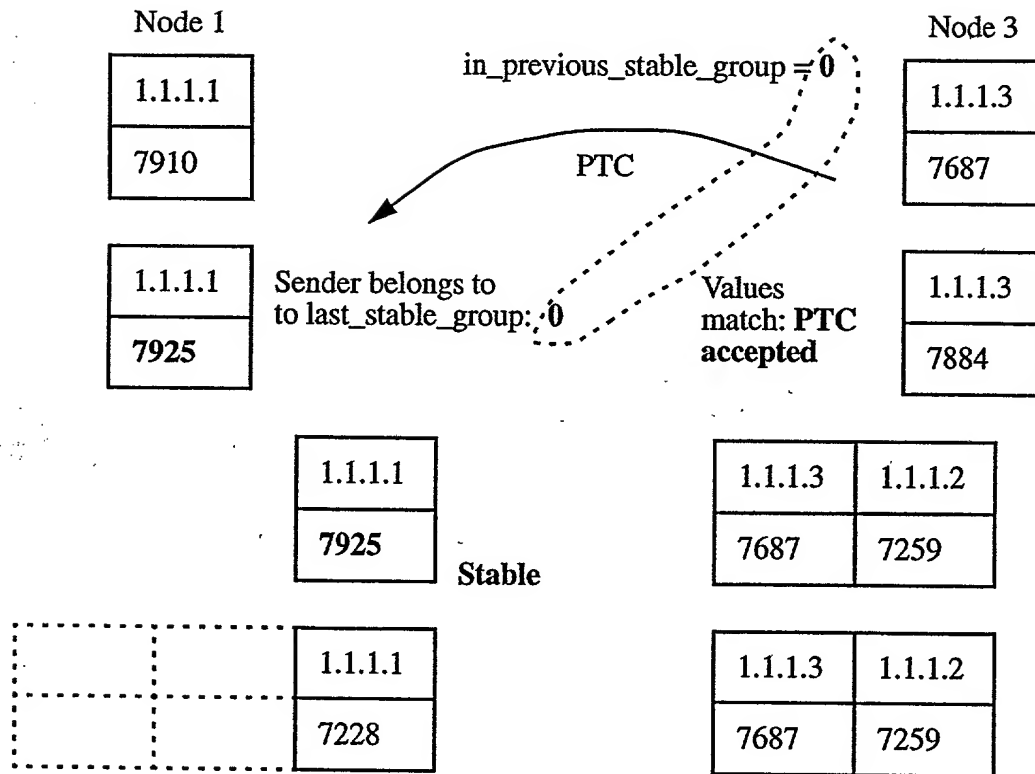 Node 1
Node 3
1.1.1.1
7910
in_previous_stable_group = 0
1.1.1.3
7687
PTC
1.1.1.1
7925
Sender belongs to
to last_stable_group: 0
Values
match: PTC
accepted
1.1.1.3
7884
1.1.1.1
7925
Stable
1.1.1.3 1.1.1.2
7687 7259
1.1.1.1
7228
1.1.1.3 1.1.1.2
7687 7259